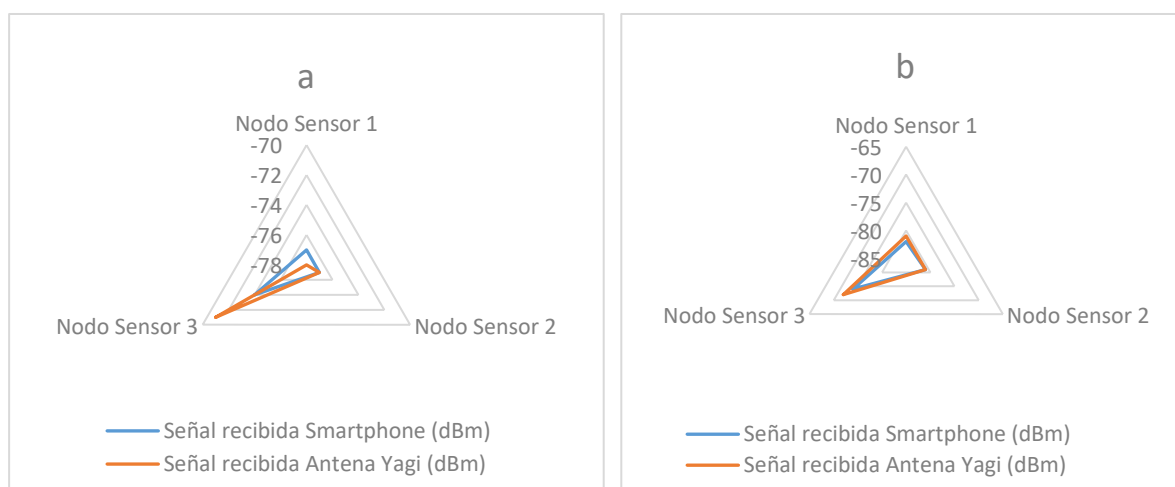 a
Nodo Sensor 1
-70
-72
-74
-76
-78
Nodo Sensor 3
Nodo Sensor 2
Señal recibida Smartphone (dBm)
Señal recibida Antena Yagi (dBm)
b
Nodo Sensor 1
-65
-70
-75
-80
-85
Nodo Sensor 3
Nodo Sensor 2
Señal recibida Smartphone (dBm)
Señal recibida Antena Yagi (dBm)